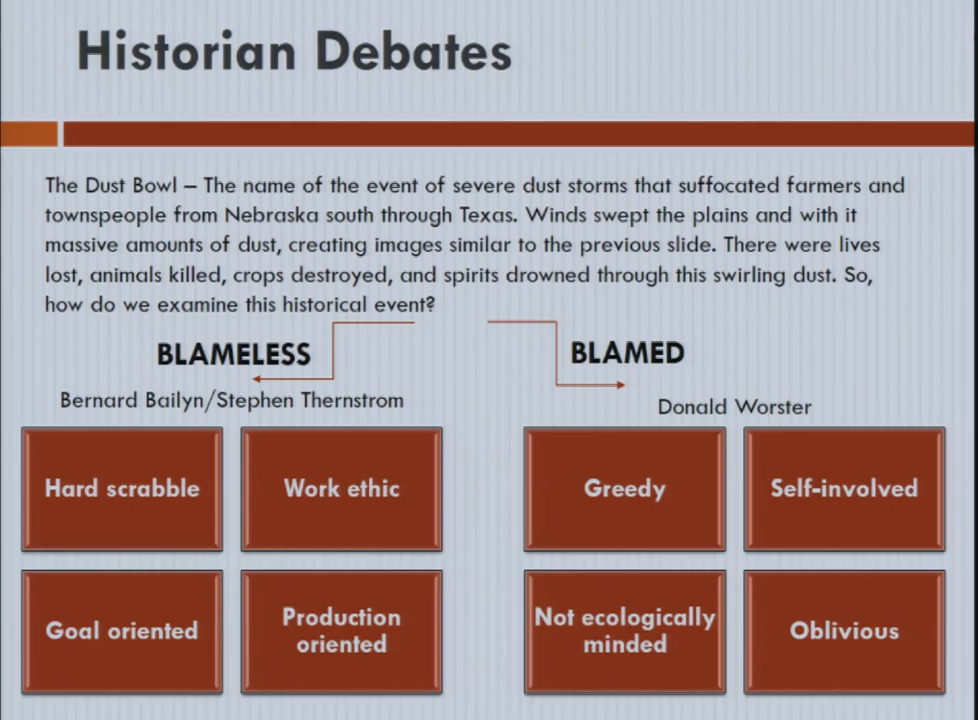 Historian Debates
The Dust Bowl – The name of the event of severe dust storms that suffocated farmers and
townspeople from Nebraska south through Texas. Winds swept the plains and with it
massive amounts of dust, creating images similar to the previous slide. There were lives
lost, animals killed, crops destroyed, and spirits drowned through this swirling dust. So,
how do we examine this historical event?
BLAMELESS
Bernard Bailyn/Stephen Thernstrom
Hard scrabble
Work ethic
Goal oriented
Production
oriented
BLAMED
Donald Worster
Greedy
Self-involved
Not ecologically
minded
Oblivious